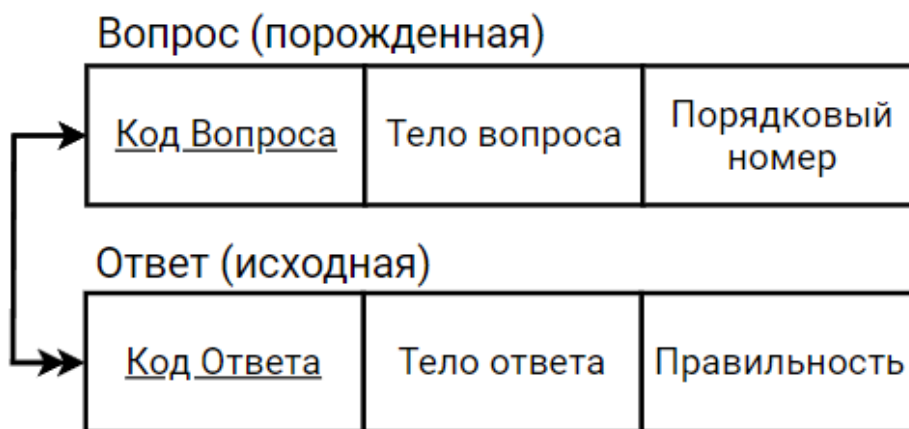 Вопрос (порожденная)
Код Вопроса
Тело вопроса
Порядковый
номер
Ответ (исходная)
Код Ответа
Тело ответа
Правильность